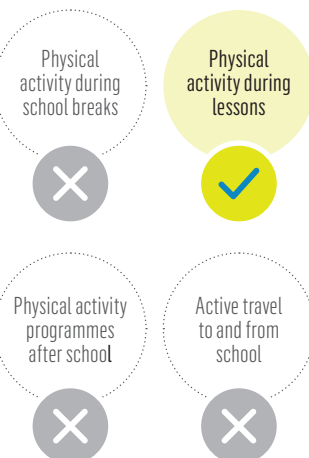 Physical
activity during
school breaks
Physical
activity during
lessons
Physical activity
programmes
after school
Active travel
to and from
school